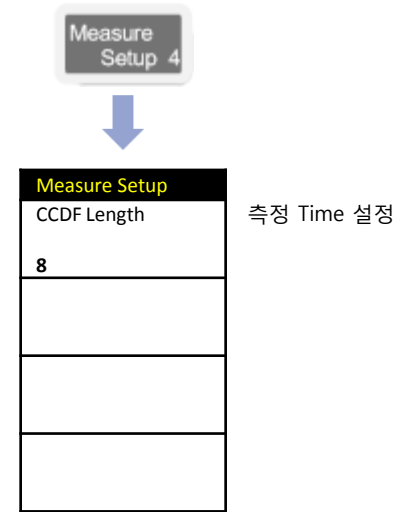 Measure
Setup 4
Measure Setup
CCDF Length
측정 Time 설정
8